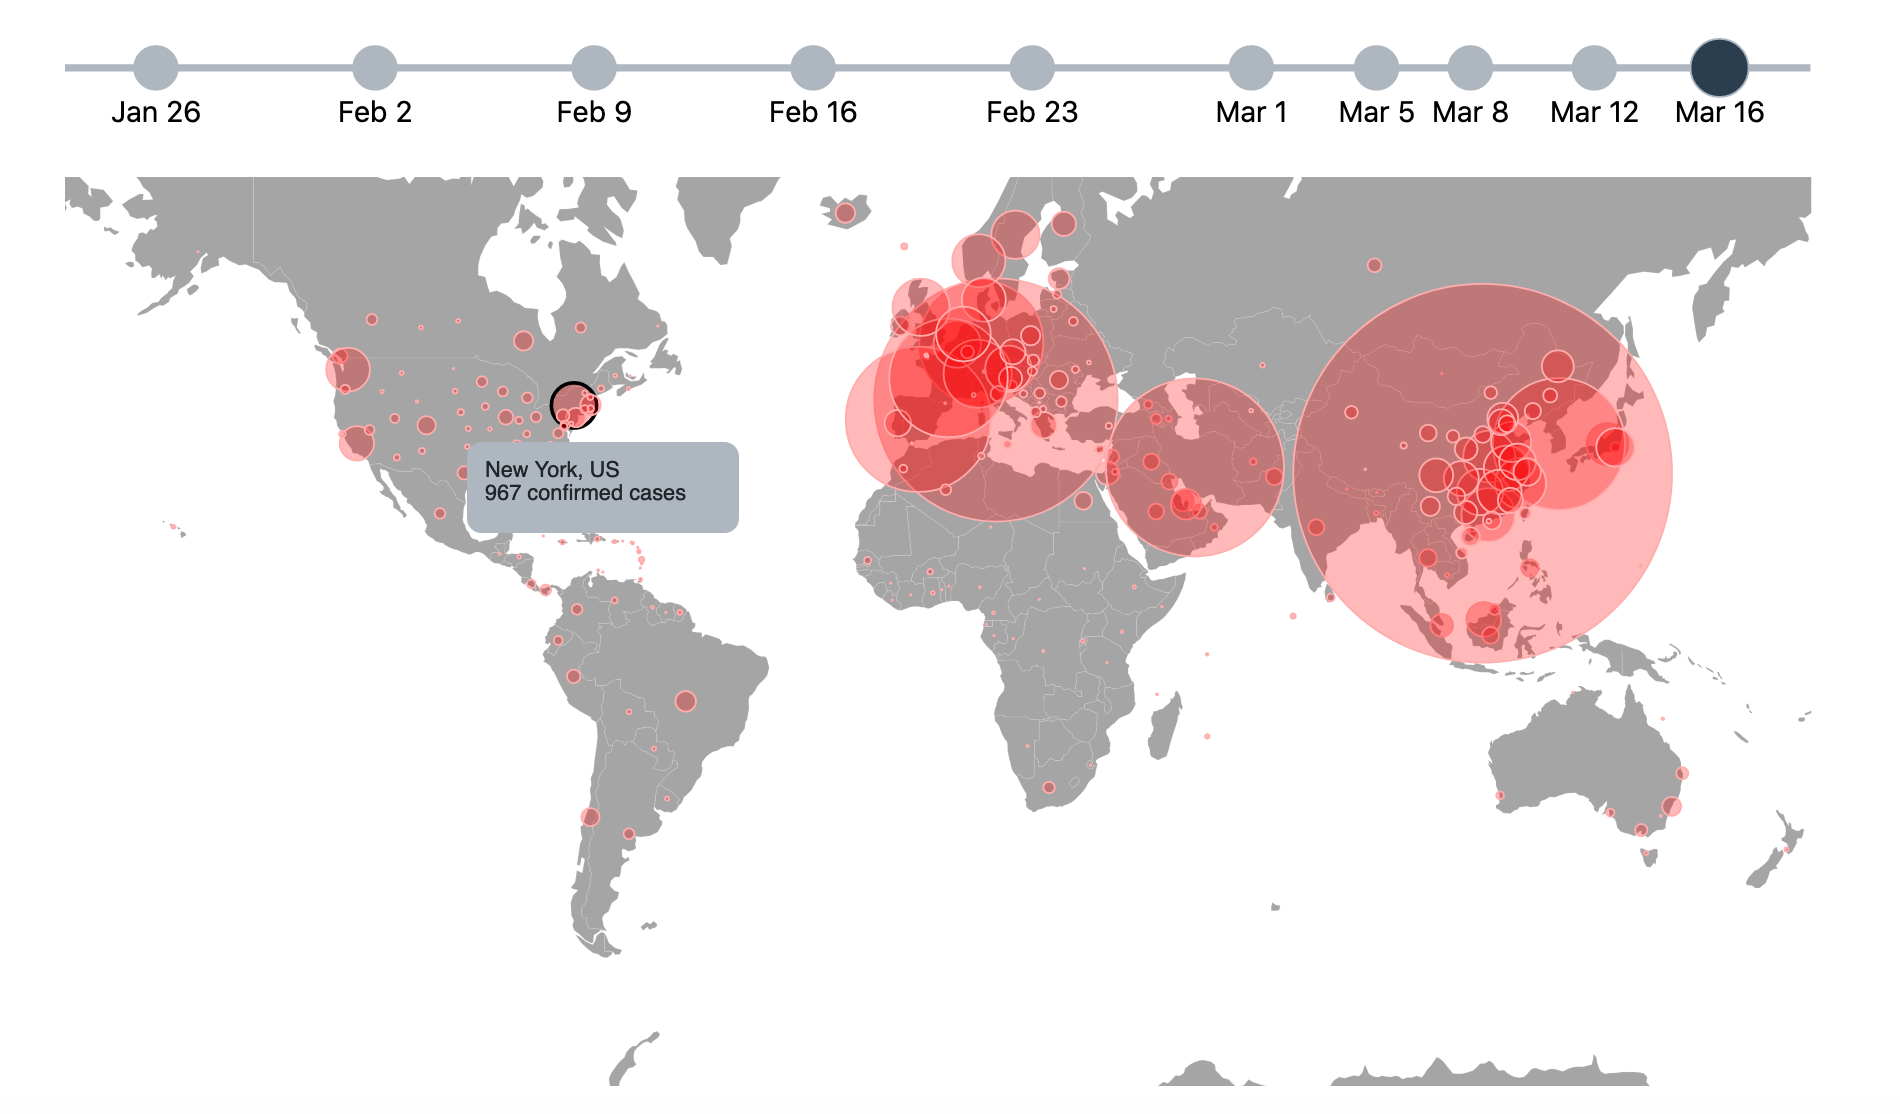 Jan 26
Feb 2
Feb 9
Feb 16
Feb 23
Mar 1
Mar 5
Mar 8
Mar 12
Mar 16
New York, US
967 confirmed cases